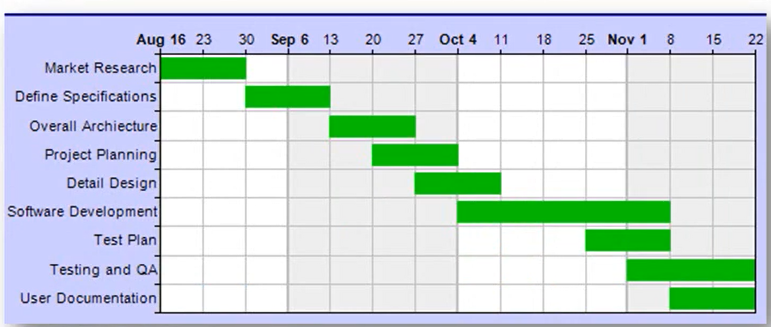 Aug 16 23 30 Sep 6 13 20 27 Oct 4 11 18 25 Nov 1 8 15 22
Market Research
Define Specifications
Overall Archiecture
Project Planning
Detail Design
Software Development
Test Plan
Testing and QA
User Documentation